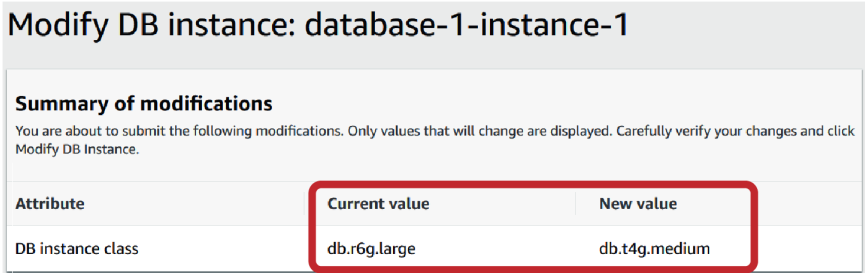 Modify DB instance: database-1-instance-1
Summary of modifications
You are about to submit the following modifications. Only values that will change are displayed. Carefully verify your changes and click
Modify DB Instance.
Attribute Current value New value
DB instance class db.r6g.large db.t4g.medium